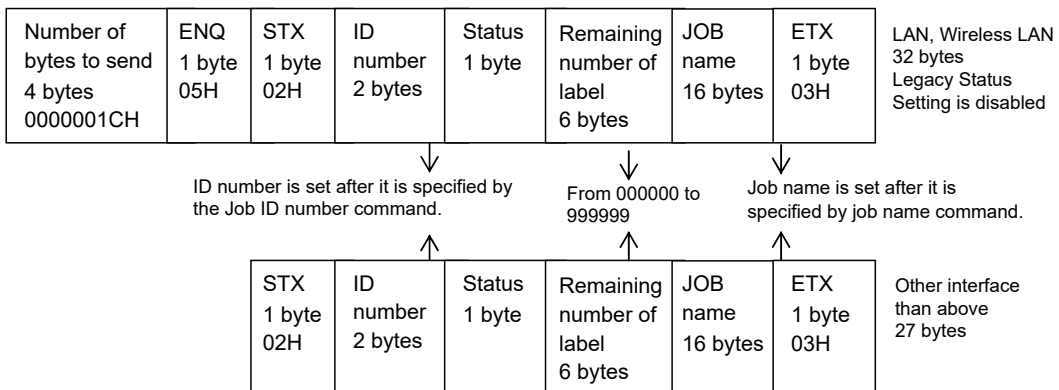 Number of
bytes to send
4 bytes
0000001CH
ENQ
1 byte
05H
STX
1 byte
02H
ID
number
2 bytes
Status
1 byte
Remaining
number of
label
6 bytes
JOB
name
16 bytes
ETX
1 byte
03H
LAN, Wireless LAN
32 bytes
Legacy Status
Setting is disabled
ID number is set after it is specified by
the Job ID number command.
From 000000 to
999999
Job name is set after it is
specified by job name command.
STX
1 byte
02H
ID
number
2 bytes
Status
1 byte
Remaining
number of
label
6 bytes
JOB
name
16 bytes
ETX
1 byte
03H
Other interface
than above
27 bytes